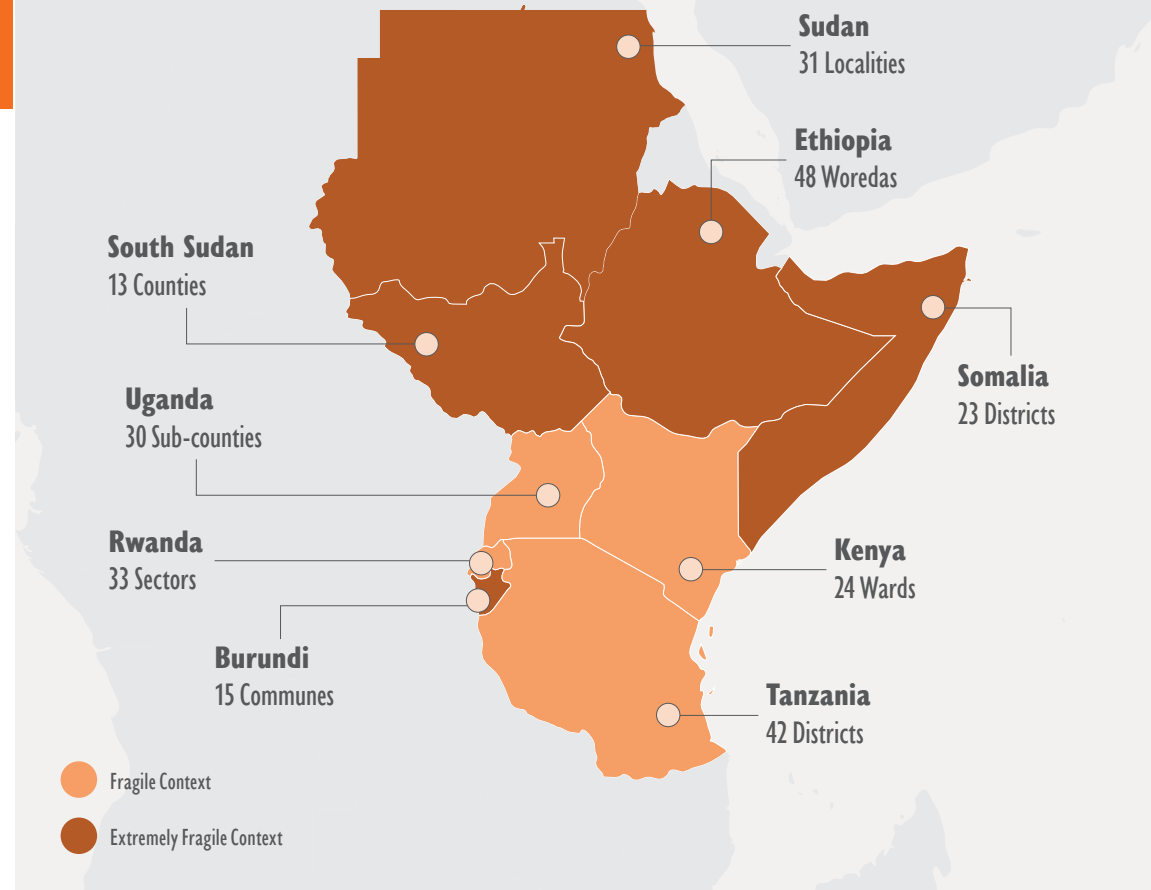 Sudan
31 Localities
Ethiopia
48 Woredas
South Sudan
13 Counties
Somalia
23 Districts
Uganda
30 Sub-counties
Rwanda
33 Sectors
Kenya
24 Wards
Burundi
15 Communes
Tanzania
42 Districts
Fragile Context
Extremely Fragile Context